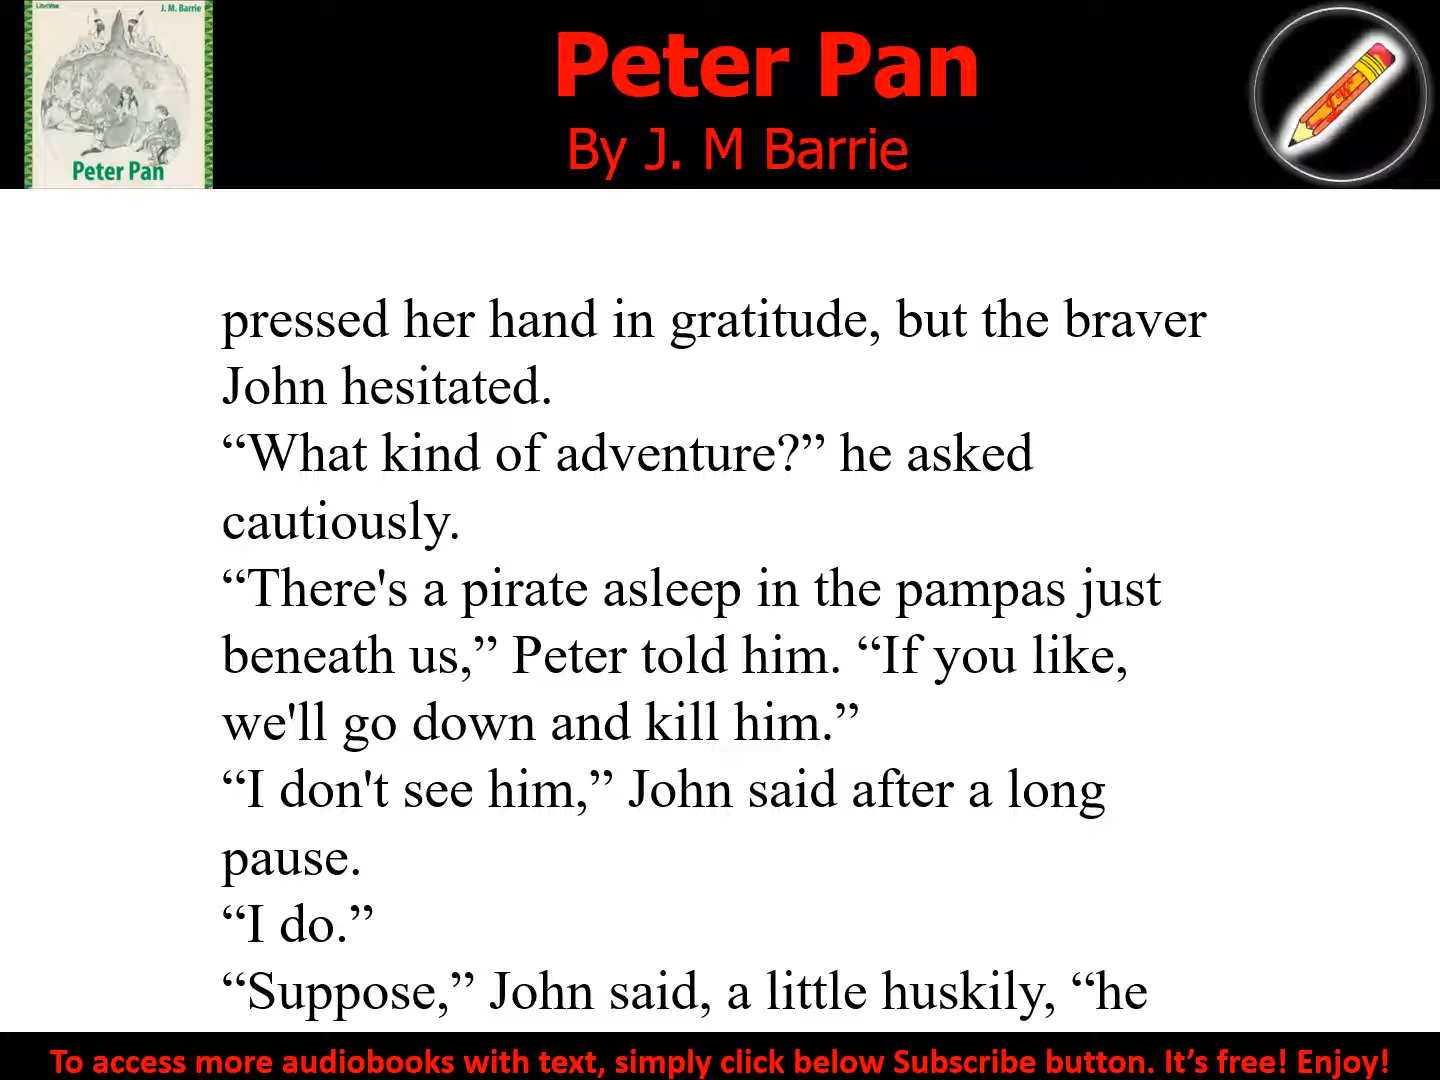 LibriVox
J. M. Barrie
Peter Pan
Peter Pan
By J. M Barrie
pressed her hand in gratitude, but the braver
John hesitated.
“What kind of adventure?” he asked
cautiously.
“There's a pirate asleep in the pampas just
beneath us,” Peter told him. “If you like,
we'll go down and kill him.”
“I don't see him,” John said after a long
pause.
“I do.”
“Suppose,” John said, a little huskily, “he
To access more audiobooks with text, simply click below Subscribe button. It’s free! Enjoy!